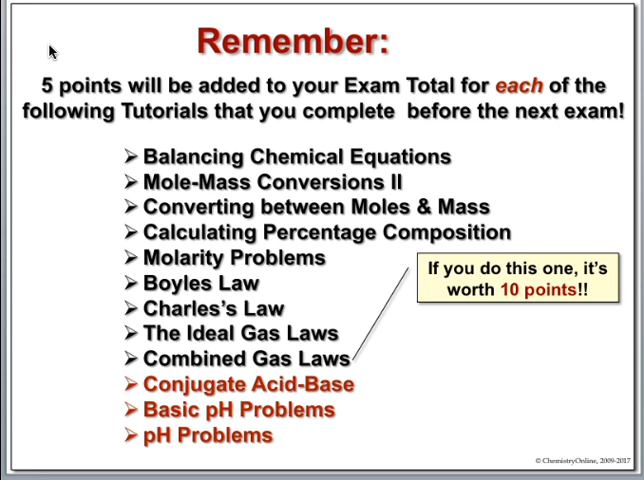 Remember:
5 points will be added to your Exam Total for each of the
following Tutorials that you complete before the next exam!
Balancing Chemical Equations
Mole-Mass Conversions II
Converting between Moles & Mass
Calculating Percentage Composition
Molarity Problems
Boyles Law
Charles's Law
The Ideal Gas Laws
Combined Gas Laws
Conjugate Acid-Base
Basic pH Problems
pH Problems
If you do this one, it's
worth 10 points!!
© ChemistryOnline, 2009-2017